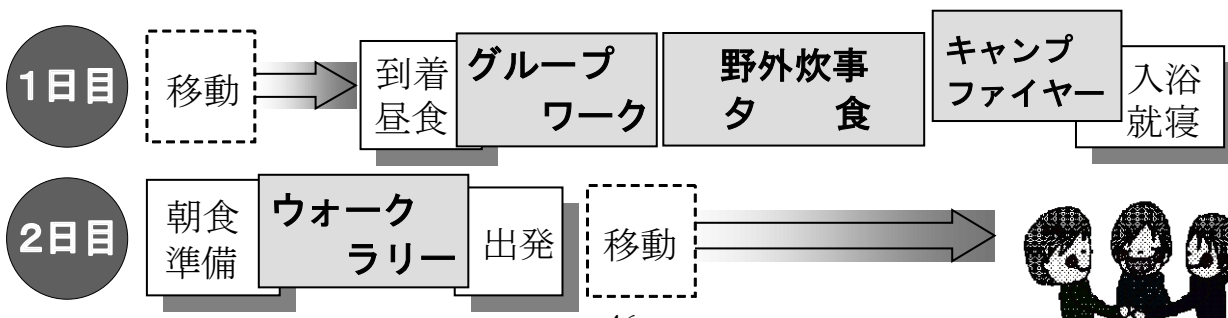 1日目
移動
到着
昼食
グループ
ワーク
野外炊事
夕　　食
キャンプ
ファイヤー
入浴
就寝
2日目
朝食
準備
ウォーク
ラリー
出発
移動